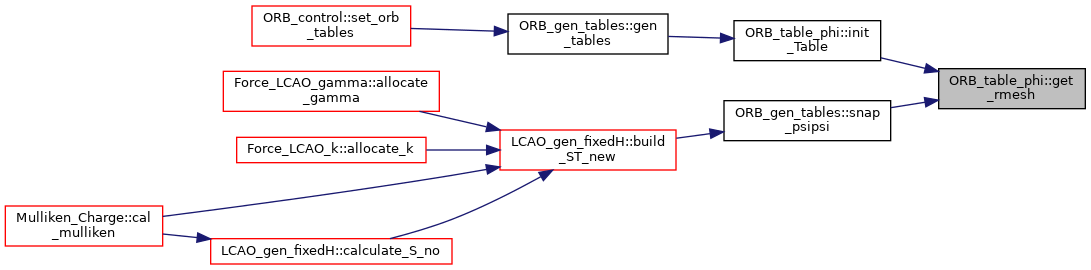 ORB_control::set_orb
_tables
ORB_gen_tables::gen
_tables
ORB_table_phi::init
_Table
ORB_table_phi::get
_rmesh
Force_LCAO_gamma::allocate
_gamma
ORB_gen_tables::snap
_psipsi
Force_LCAO_k::allocate_k
LCAO_gen_fixedH::build
_ST_new
Mulliken_Charge::cal
_mulliken
LCAO_gen_fixedH::calculate_S_no